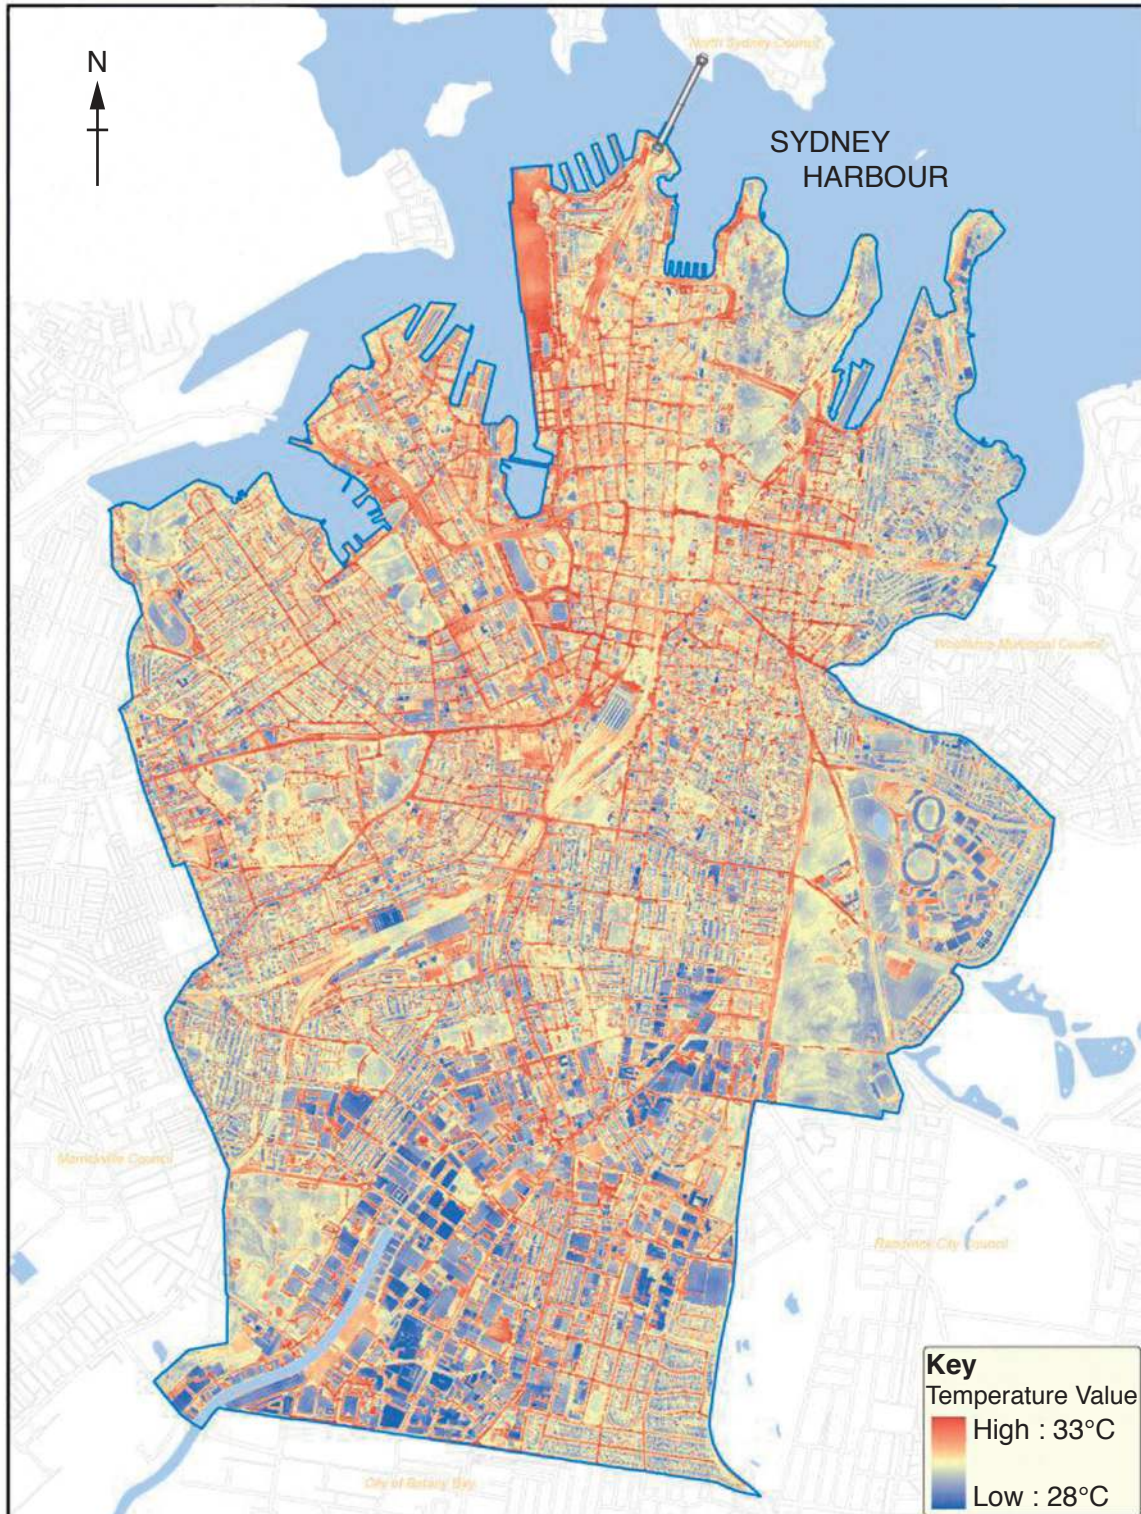 North Sydney Council
N
SYDNEY
HARBOUR
Woollahra Municipal Council
Marrickville Council
Randwick City Council
City of Botany Bay
Key
Temperature Value
High : 33°C
Low : 28°C